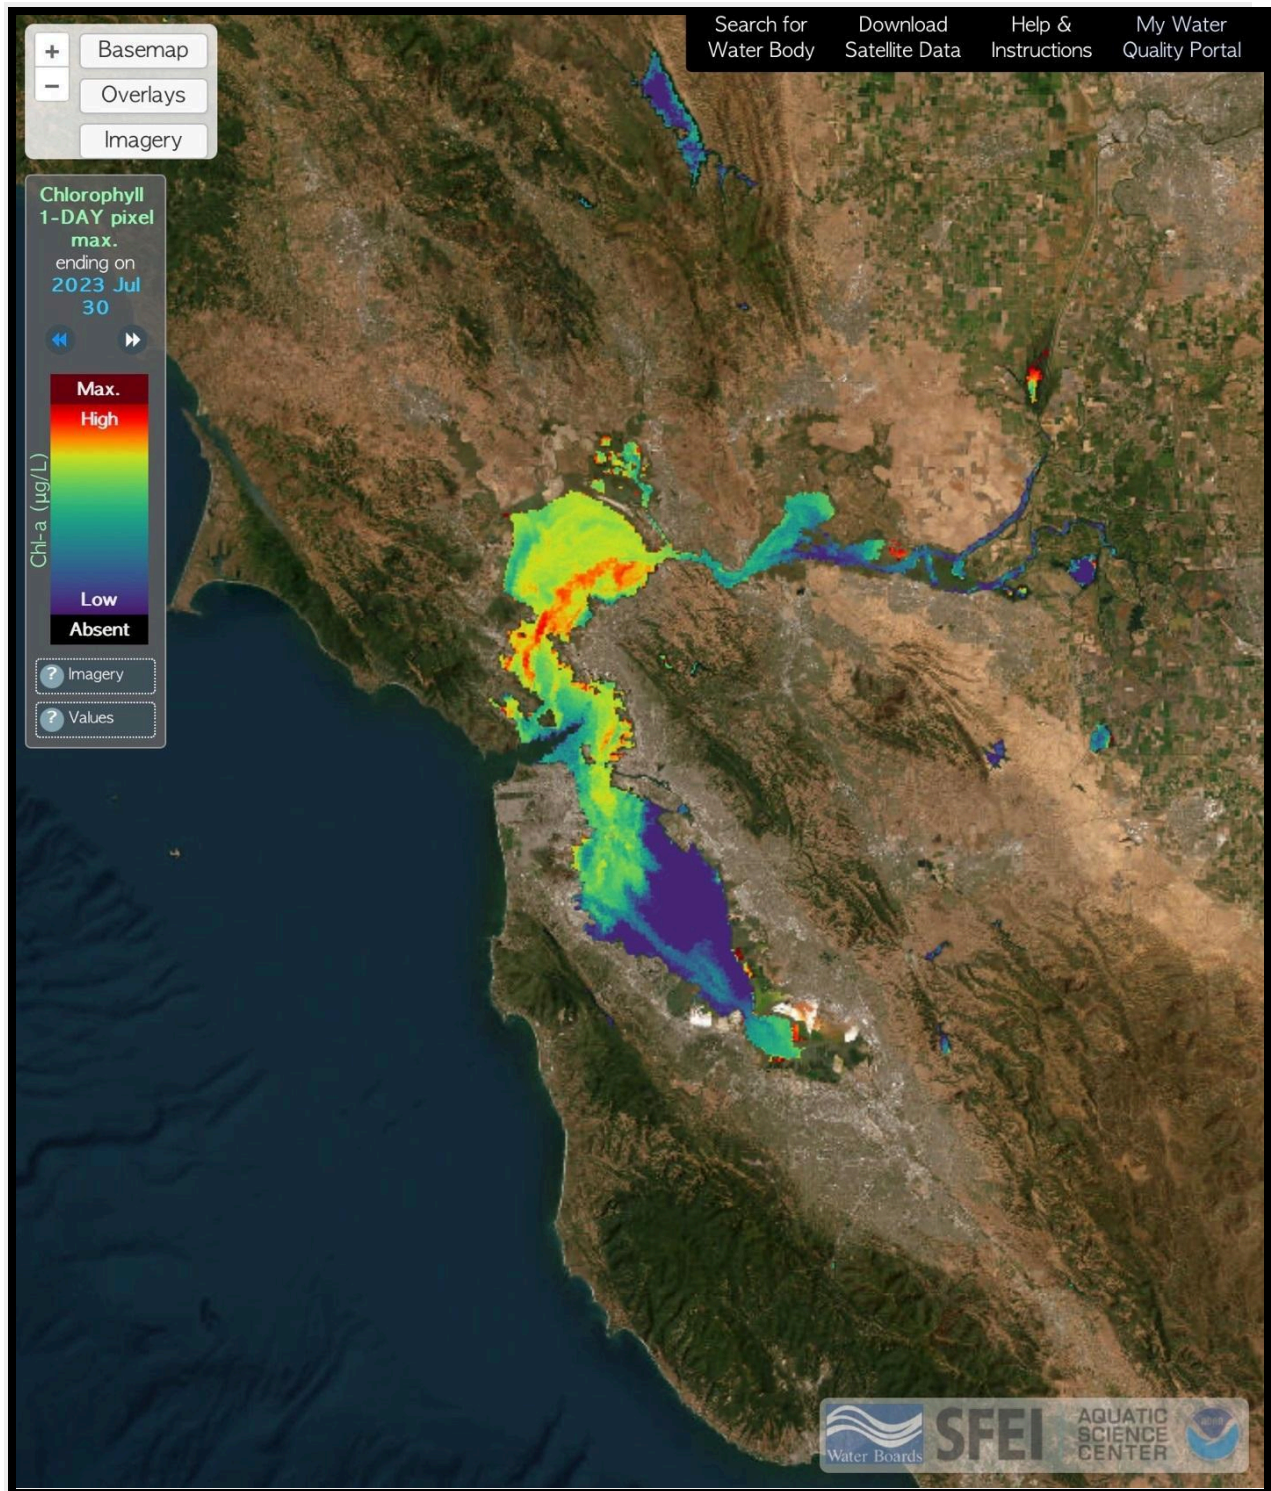 +
−
Basemap
Overlays
Imagery
Search for
Water Body
Download
Satellite Data
Help &
Instructions
My Water
Quality Portal
Chlorophyll
1-DAY pixel
max.
ending on
2023 Jul
30
Max.
High
Chl-a (µg/L)
Low
Absent
? Imagery
? Values
Water Boards
SFEI
AQUATIC
SCIENCE
CENTER